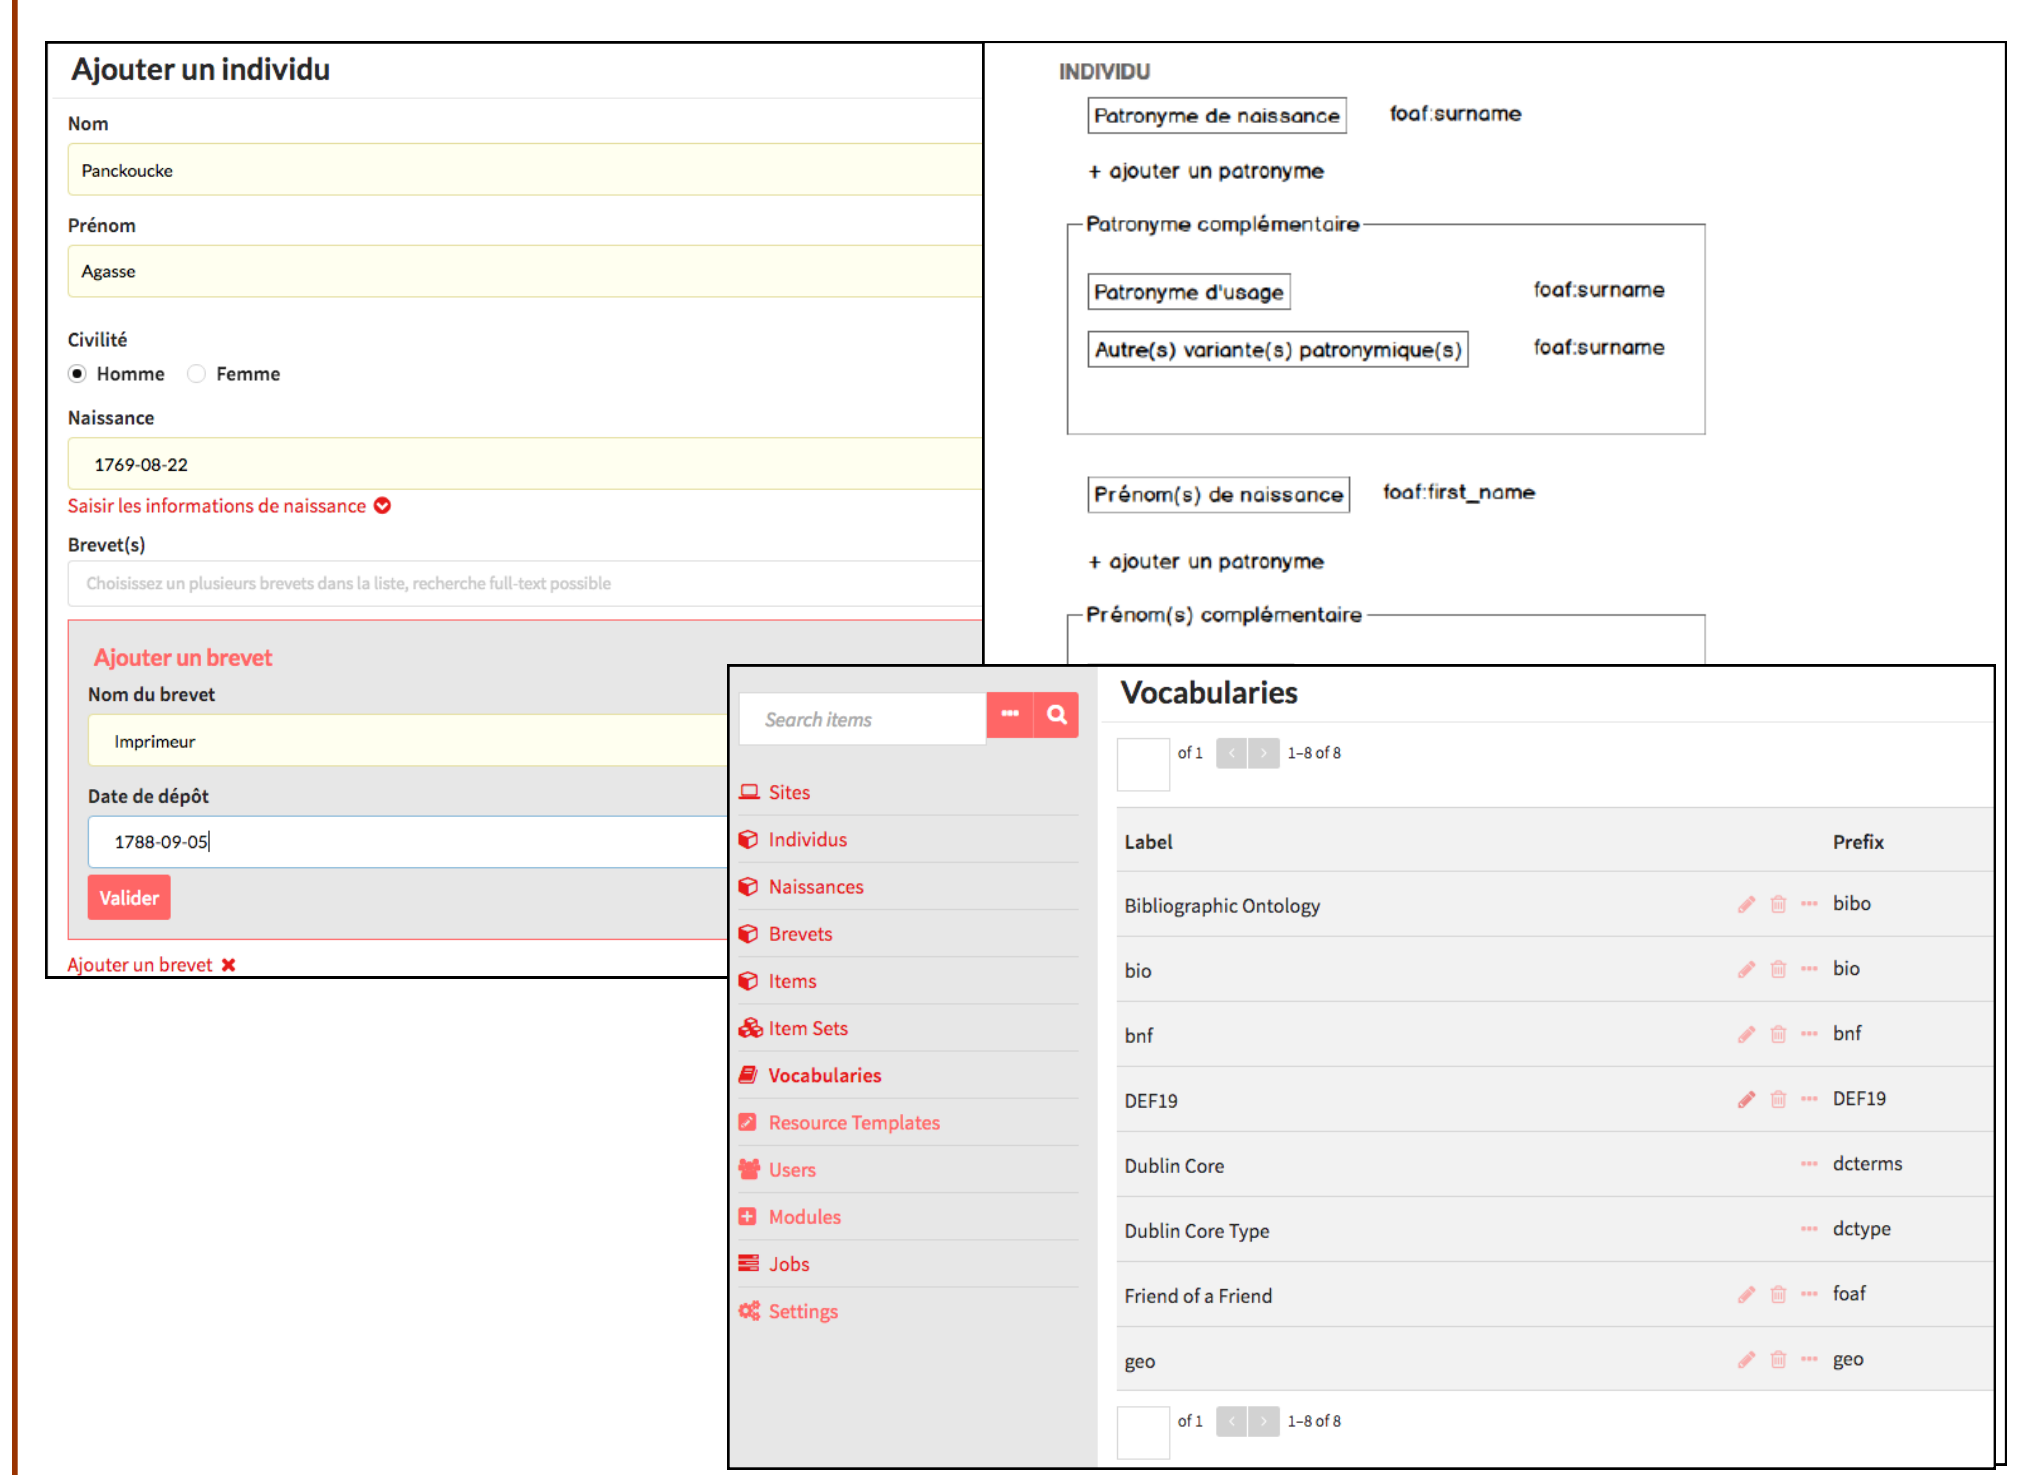 Ajouter un individu
Nom
Panckoucke
Prénom
Agasse
Civilité
Homme Femme
Naissance
1769-08-22
Saisir les informations de naissance
Brevet(s)
Choisissez un plusieurs brevets dans la liste, recherche full-text possible
Ajouter un brevet
Nom du brevet
Imprimeur
Date de dépôt
1788-09-05
Valider
Ajouter un brevet
INDIVIDU
Patronyme de naissance foaf:surname
+ ajouter un patronyme
Patronyme complémentaire
Patronyme d'usage foaf:surname
Autre(s) variante(s) patronymique(s) foaf:surname
Prénom(s) de naissance foaf:first_name
+ ajouter un patronyme
Prénom(s) complémentaire
Search items
Sites
Individus
Naissances
Brevets
Items
Item Sets
Vocabularies
Resource Templates
Users
Modules
Jobs
Settings
Vocabularies
of 1 1–8 of 8
Label Prefix
Bibliographic Ontology bibo
bio bio
bnf bnf
DEF19 DEF19
Dublin Core dcterms
Dublin Core Type dctype
Friend of a Friend foaf
geo geo
of 1 1–8 of 8